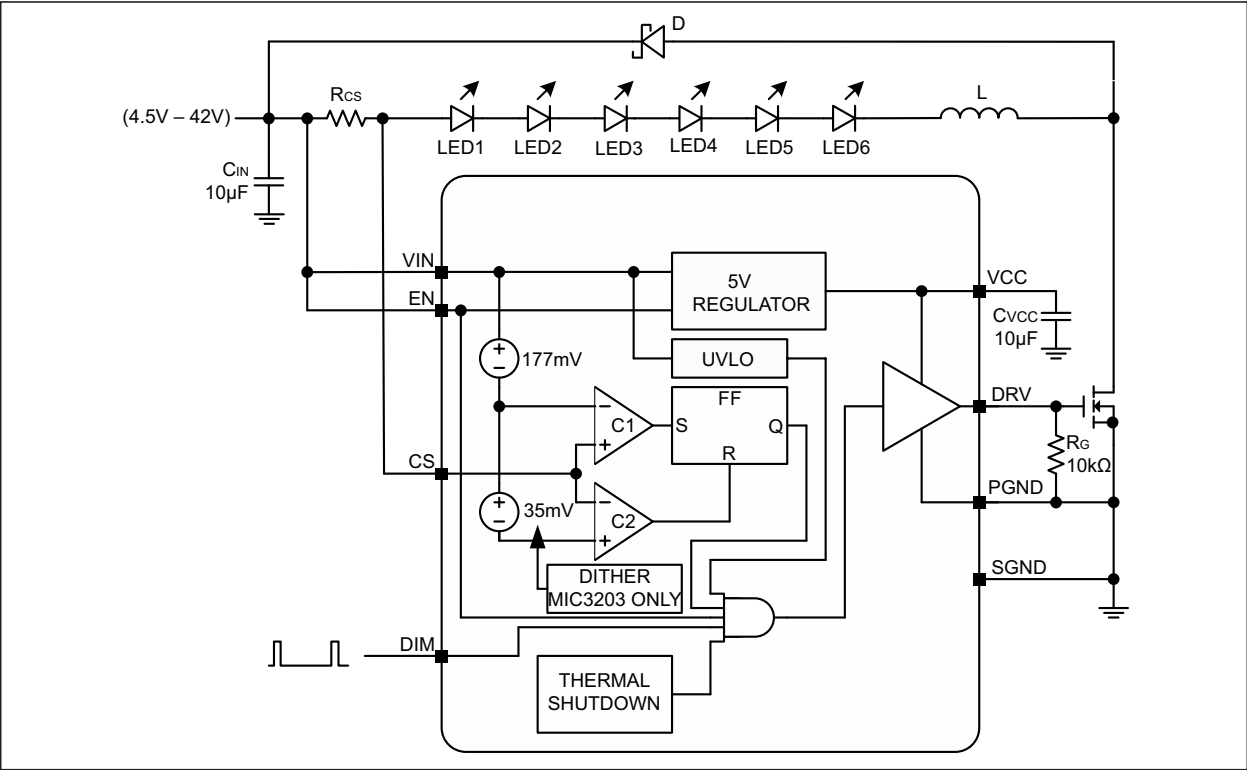 D
RCS
L
(4.5V – 42V)
LED1
LED2
LED3
LED4
LED5
LED6
CIN
10µF
VIN
5V
REGULATOR
VCC
EN
CVCC
10µF
+
–
177mV
UVLO
FF
DRV
–
+
C1
S
Q
R
RG
10kΩ
CS
PGND
+
–
35mV
–
+
C2
DITHER
MIC3203 ONLY
SGND
DIM
THERMAL
SHUTDOWN